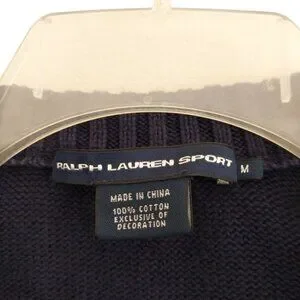 RALPH LAUREN SPORT
M
MADE IN CHINA
100% COTTON
EXCLUSIVE OF
DECORATION